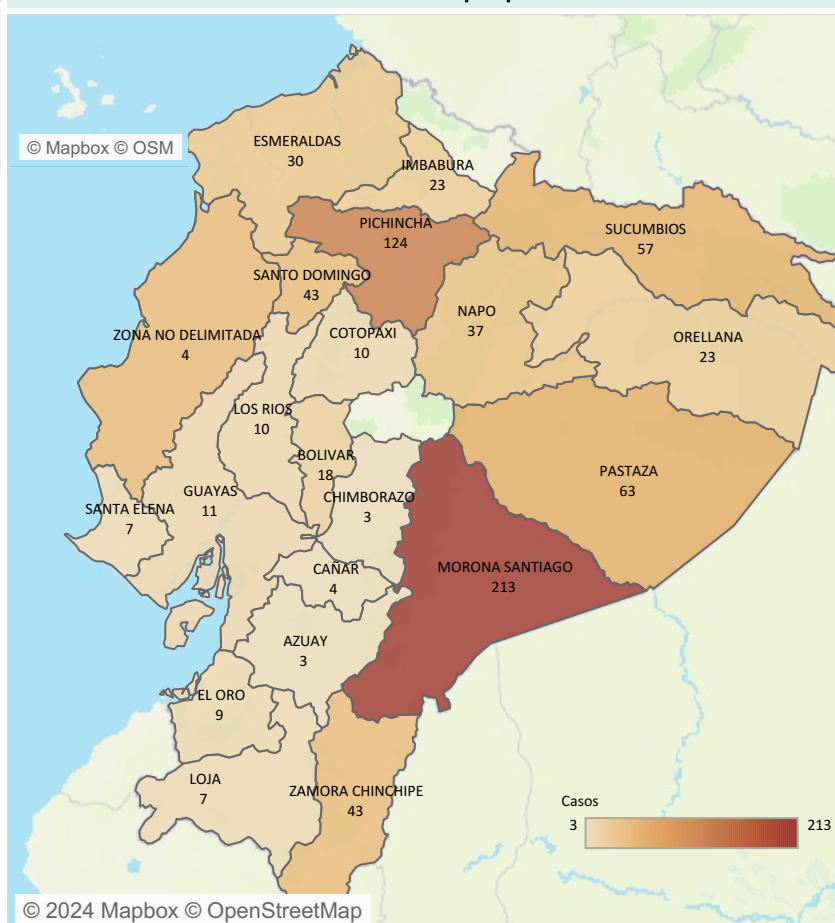 © Mapbox © OSM
ESMERALDAS
30
IMBABURA
23
PICHINCHA
124
SUCUMBIOS
57
SANTO DOMINGO
43
NAPO
37
ZONA NO DELIMITADA
4
COTOPAXI
10
ORELLANA
23
LOS RIOS
10
BOLIVAR
18
PASTAZA
63
GUAYAS
11
CHIMBORAZO
3
SANTA ELENA
7
CAÑAR
4
MORONA SANTIAGO
213
AZUAY
3
EL ORO
9
LOJA
7
ZAMORA CHINCHIPE
43
Casos
3 213
© 2024 Mapbox © OpenStreetMap